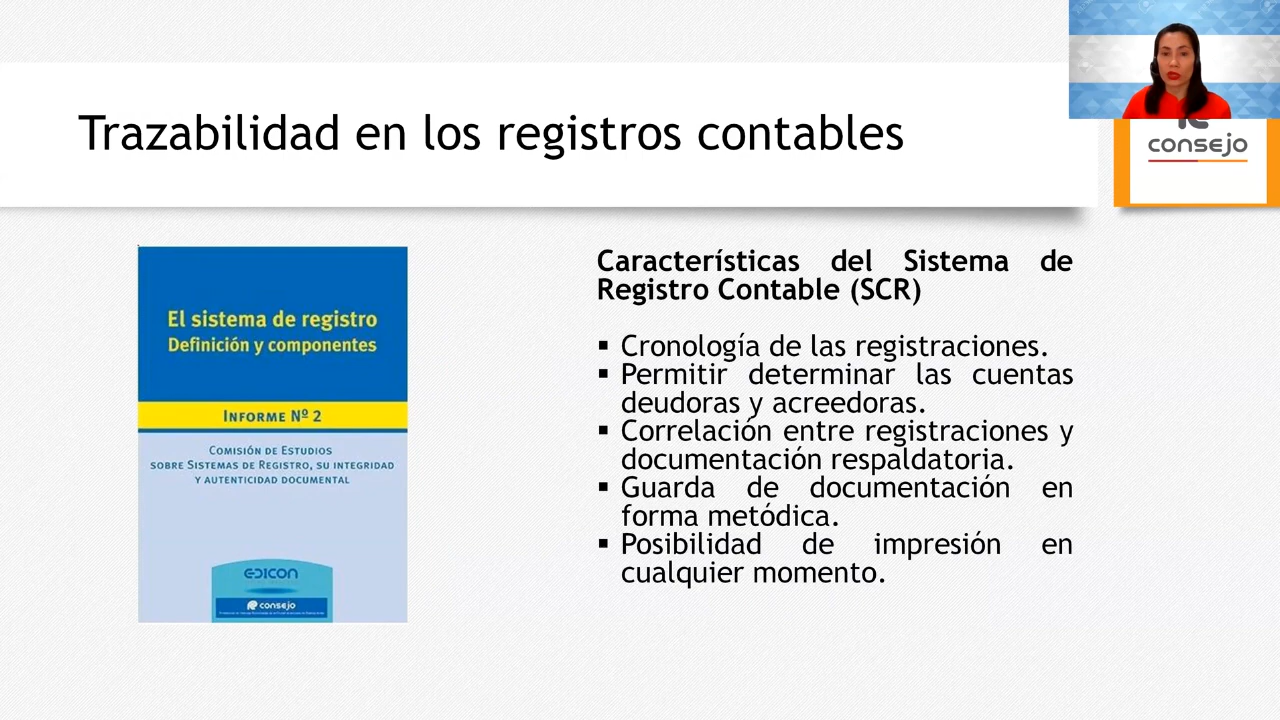 Trazabilidad en los registros contables
consejo
El sistema de registro
Definición y componentes
Informe Nº 2
Comisión de Estudios
sobre Sistemas de Registro, su integridad
y autenticidad documental
EDICON
consejo
Características del Sistema de
Registro Contable (SCR)
▪ Cronología de las registraciones.
▪ Permitir determinar las cuentas
deudoras y acreedoras.
▪ Correlación entre registraciones y
documentación respaldatoria.
▪ Guarda de documentación en
forma metódica.
▪ Posibilidad de impresión en
cualquier momento.